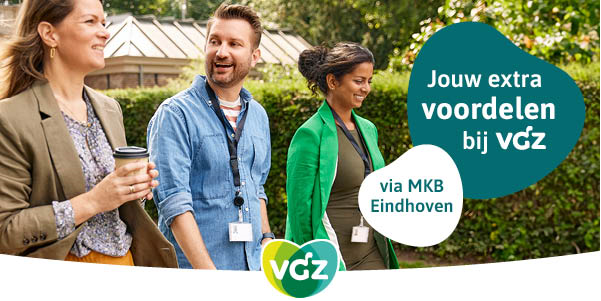 Jouw extra
voordelen
bij VGZ
via MKB
Eindhoven
VGZ